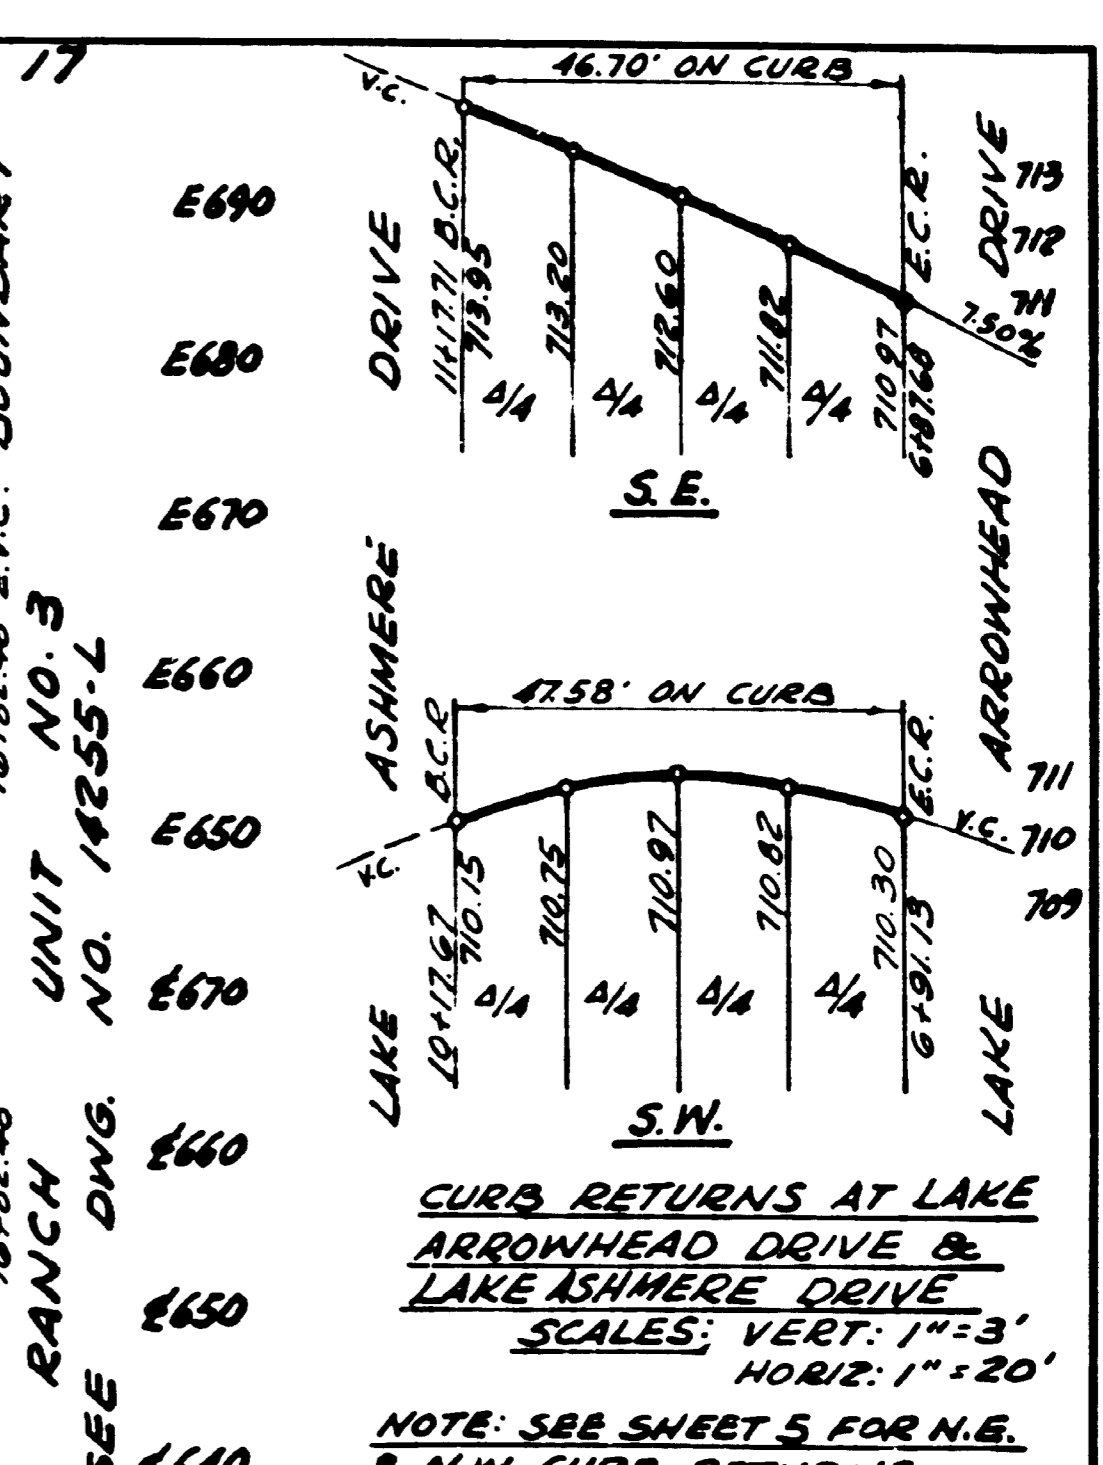 17
46.70' ON CURB
V.C.
11+17.71 B.C.R.
713.95
713.20
712.60
711.82
710.97
6+87.68
E.C.R.
7.50%
713
712
711
Δ/4 Δ/4 Δ/4 Δ/4
S.E.
LAKE ASHMERE DRIVE
LAKE ARROWHEAD DRIVE
E690
E680
E670
E660
E650
₵670
₵660
₵650
₵640
RANCH UNIT NO. 3
SEE DWG. NO. 14255-L
BOUNDARY
47.58' ON CURB
B.C.R.
10+17.67
710.15
710.75
710.97
710.82
710.30
6+91.13
E.C.R.
V.C.
V.C.
711
710
709
Δ/4 Δ/4 Δ/4 Δ/4
S.W.
CURB RETURNS AT LAKE
ARROWHEAD DRIVE &
LAKE ASHMERE DRIVE
SCALES: VERT: 1"=3'
HORIZ: 1"=20'
NOTE: SEE SHEET 5 FOR N.E.
& N.W. CURB RETURNS